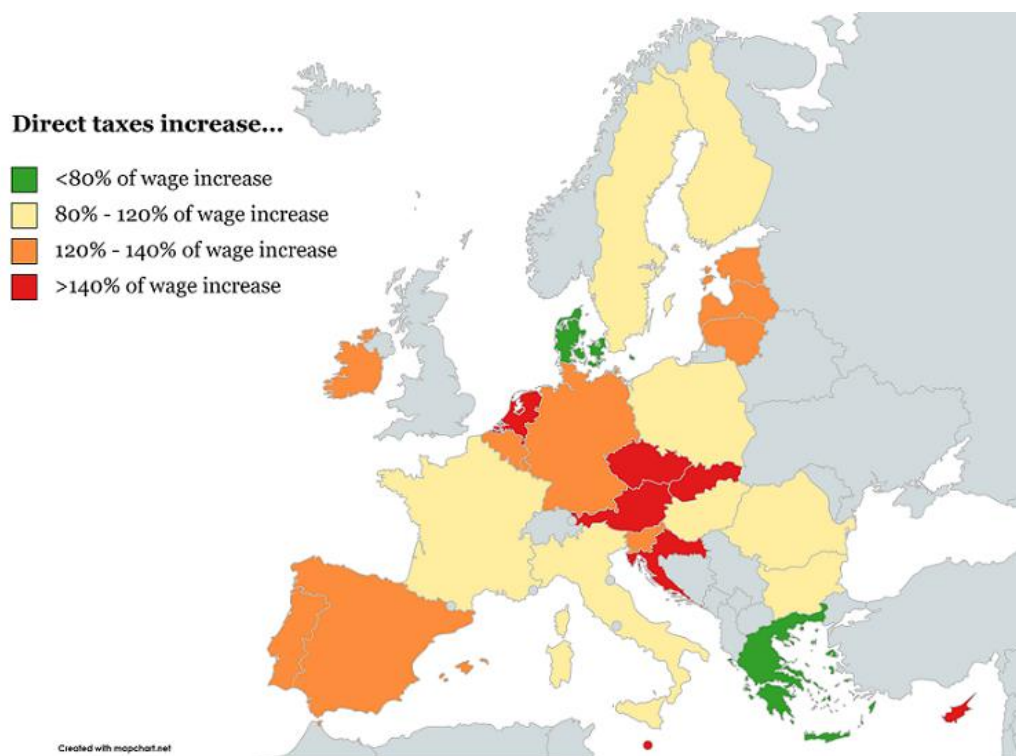 Direct taxes increase...
<80% of wage increase
80% - 120% of wage increase
120% - 140% of wage increase
>140% of wage increase
Created with mapchart.net